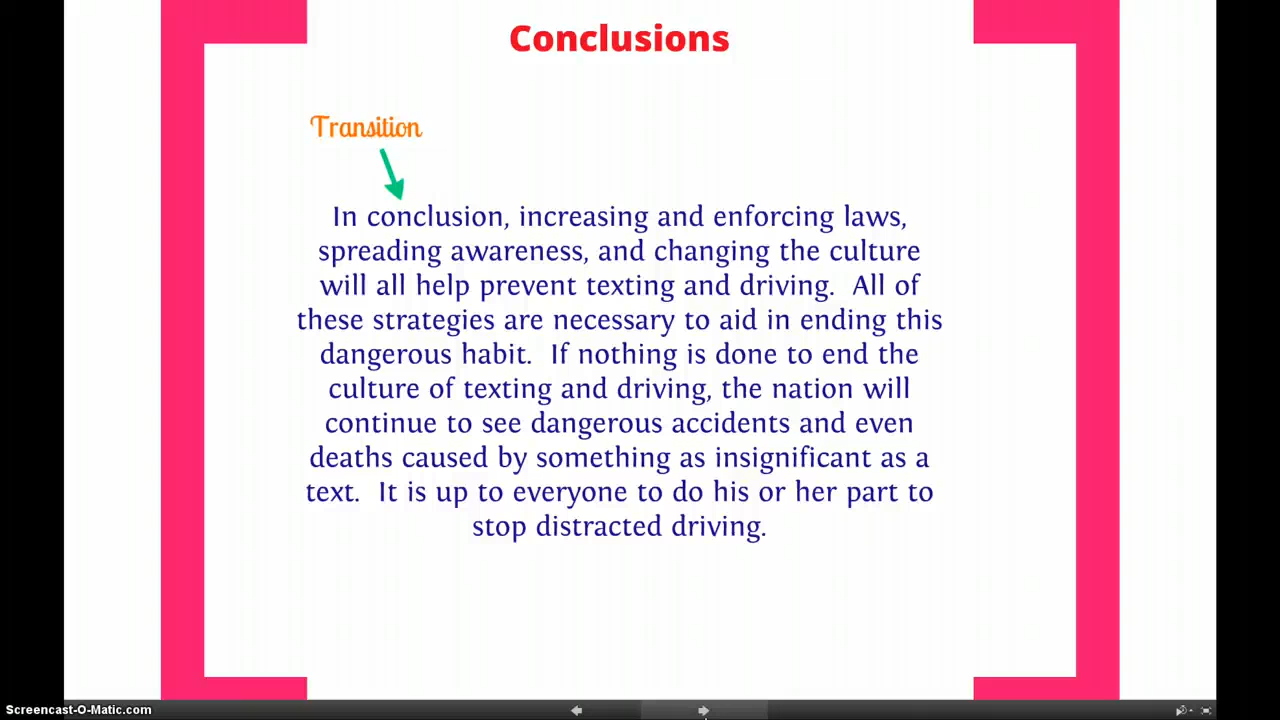 Conclusions
Transition
In conclusion, increasing and enforcing laws,
spreading awareness, and changing the culture
will all help prevent texting and driving.  All of
these strategies are necessary to aid in ending this
dangerous habit.  If nothing is done to end the
culture of texting and driving, the nation will
continue to see dangerous accidents and even
deaths caused by something as insignificant as a
text.  It is up to everyone to do his or her part to
stop distracted driving.
Screencast-O-Matic.com